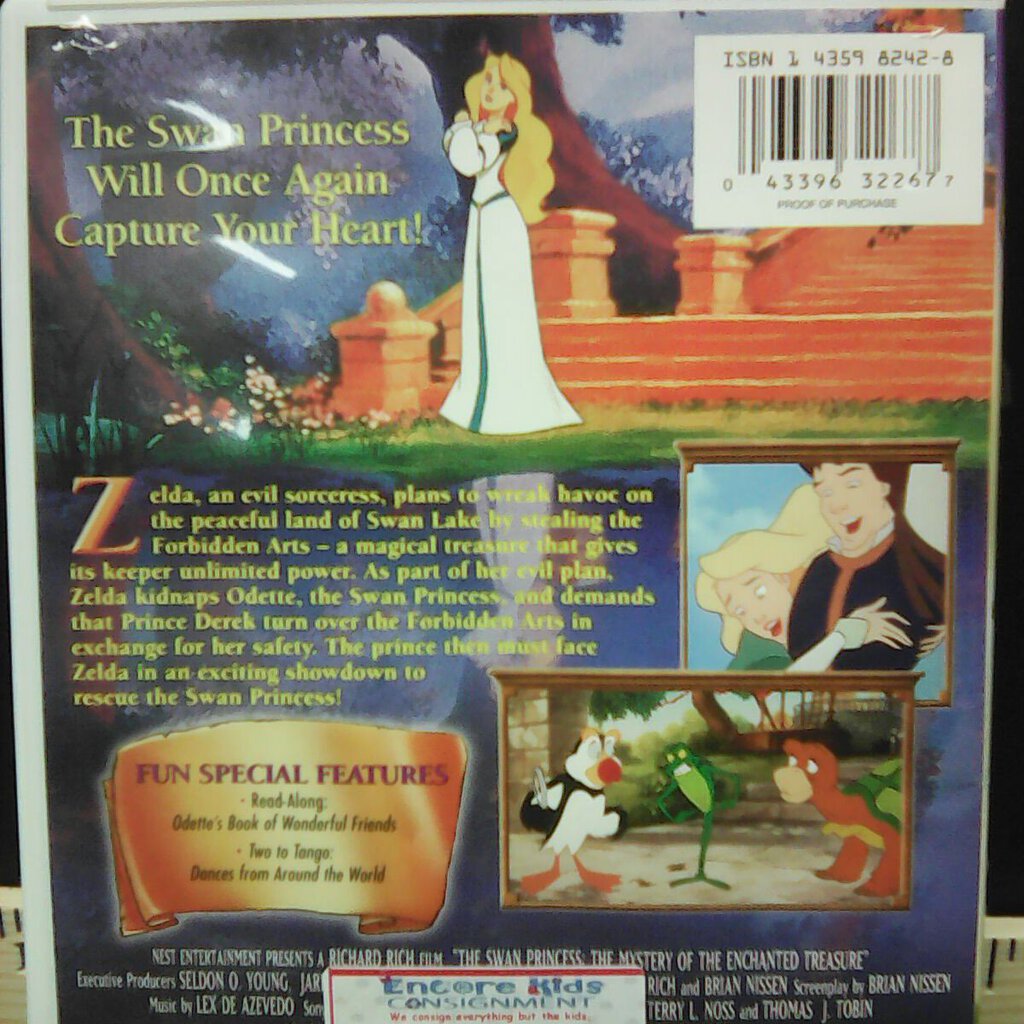 ISBN 1 4359 8242-8
0 43396 32267 7
PROOF OF PURCHASE
The Swan Princess
Will Once Again
Capture Your Heart!
Zelda, an evil sorceress, plans to wreak havoc on
the peaceful land of Swan Lake by stealing the
Forbidden Arts – a magical treasure that gives
its keeper unlimited power. As part of her evil plan,
Zelda kidnaps Odette, the Swan Princess, and demands
that Prince Derek turn over the Forbidden Arts in
exchange for her safety. The prince then must face
Zelda in an exciting showdown to
rescue the Swan Princess!
FUN SPECIAL FEATURES
• Read-Along:
Odette's Book of Wonderful Friends
• Two to Tango:
Dances from Around the World
NEST ENTERTAINMENT PRESENTS A RICHARD RICH FILM "THE SWAN PRINCESS: THE MYSTERY OF THE ENCHANTED TREASURE"
Executive Producers SELDON O. YOUNG, RICH and BRIAN NISSEN Screenplay by BRIAN NISSEN
Music by LEX DE AZEVEDO TERRY L. NOSS and THOMAS J. TOBIN
Encore Kids
CONSIGNMENT
We consign everything but the kids.